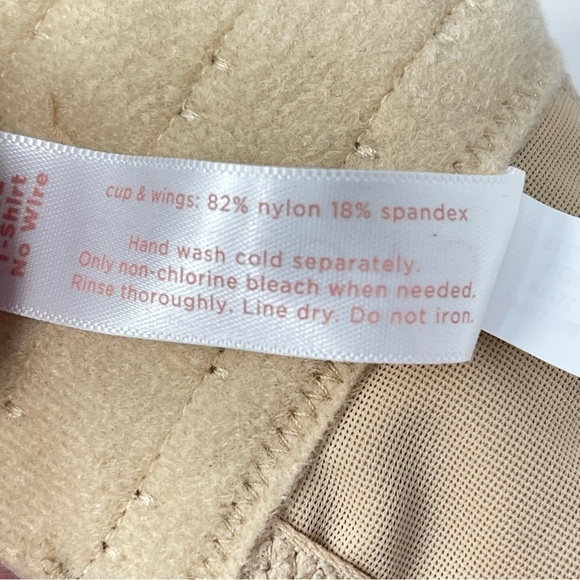 T-Shirt
No Wire
cup & wings: 82% nylon 18% spandex
Hand wash cold separately.
Only non-chlorine bleach when needed.
Rinse thoroughly. Line dry. Do not iron.